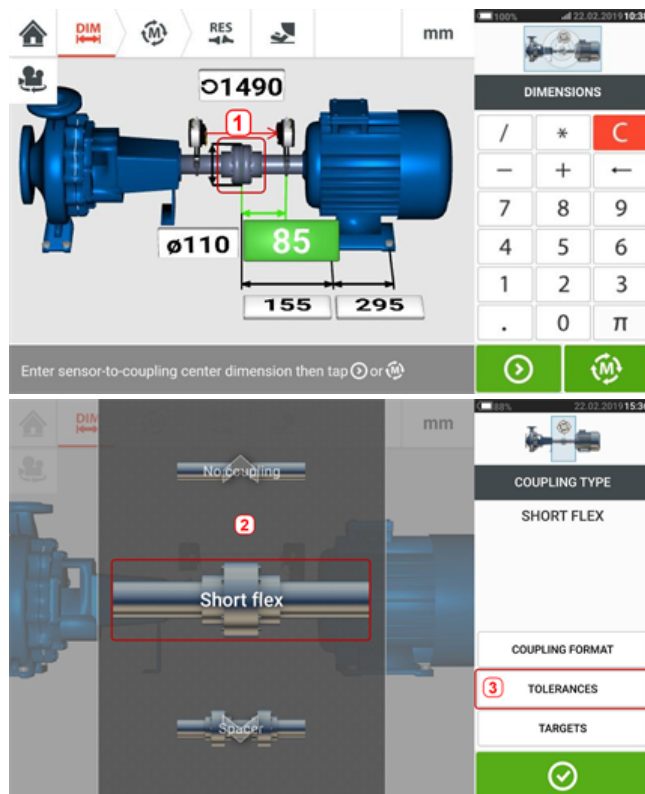 DIM
M
RES
mm
100%
22.02.2019 10:38
1490
1
ø110
85
155
295
Enter sensor-to-coupling center dimension then tap or M
DIMENSIONS
/ * C
− + ←
7 8 9
4 5 6
1 2 3
. 0 π
M
DIM
mm
88%
22.02.2019 15:36
No coupling
2
Short flex
Spacer
COUPLING TYPE
SHORT FLEX
COUPLING FORMAT
3 TOLERANCES
TARGETS